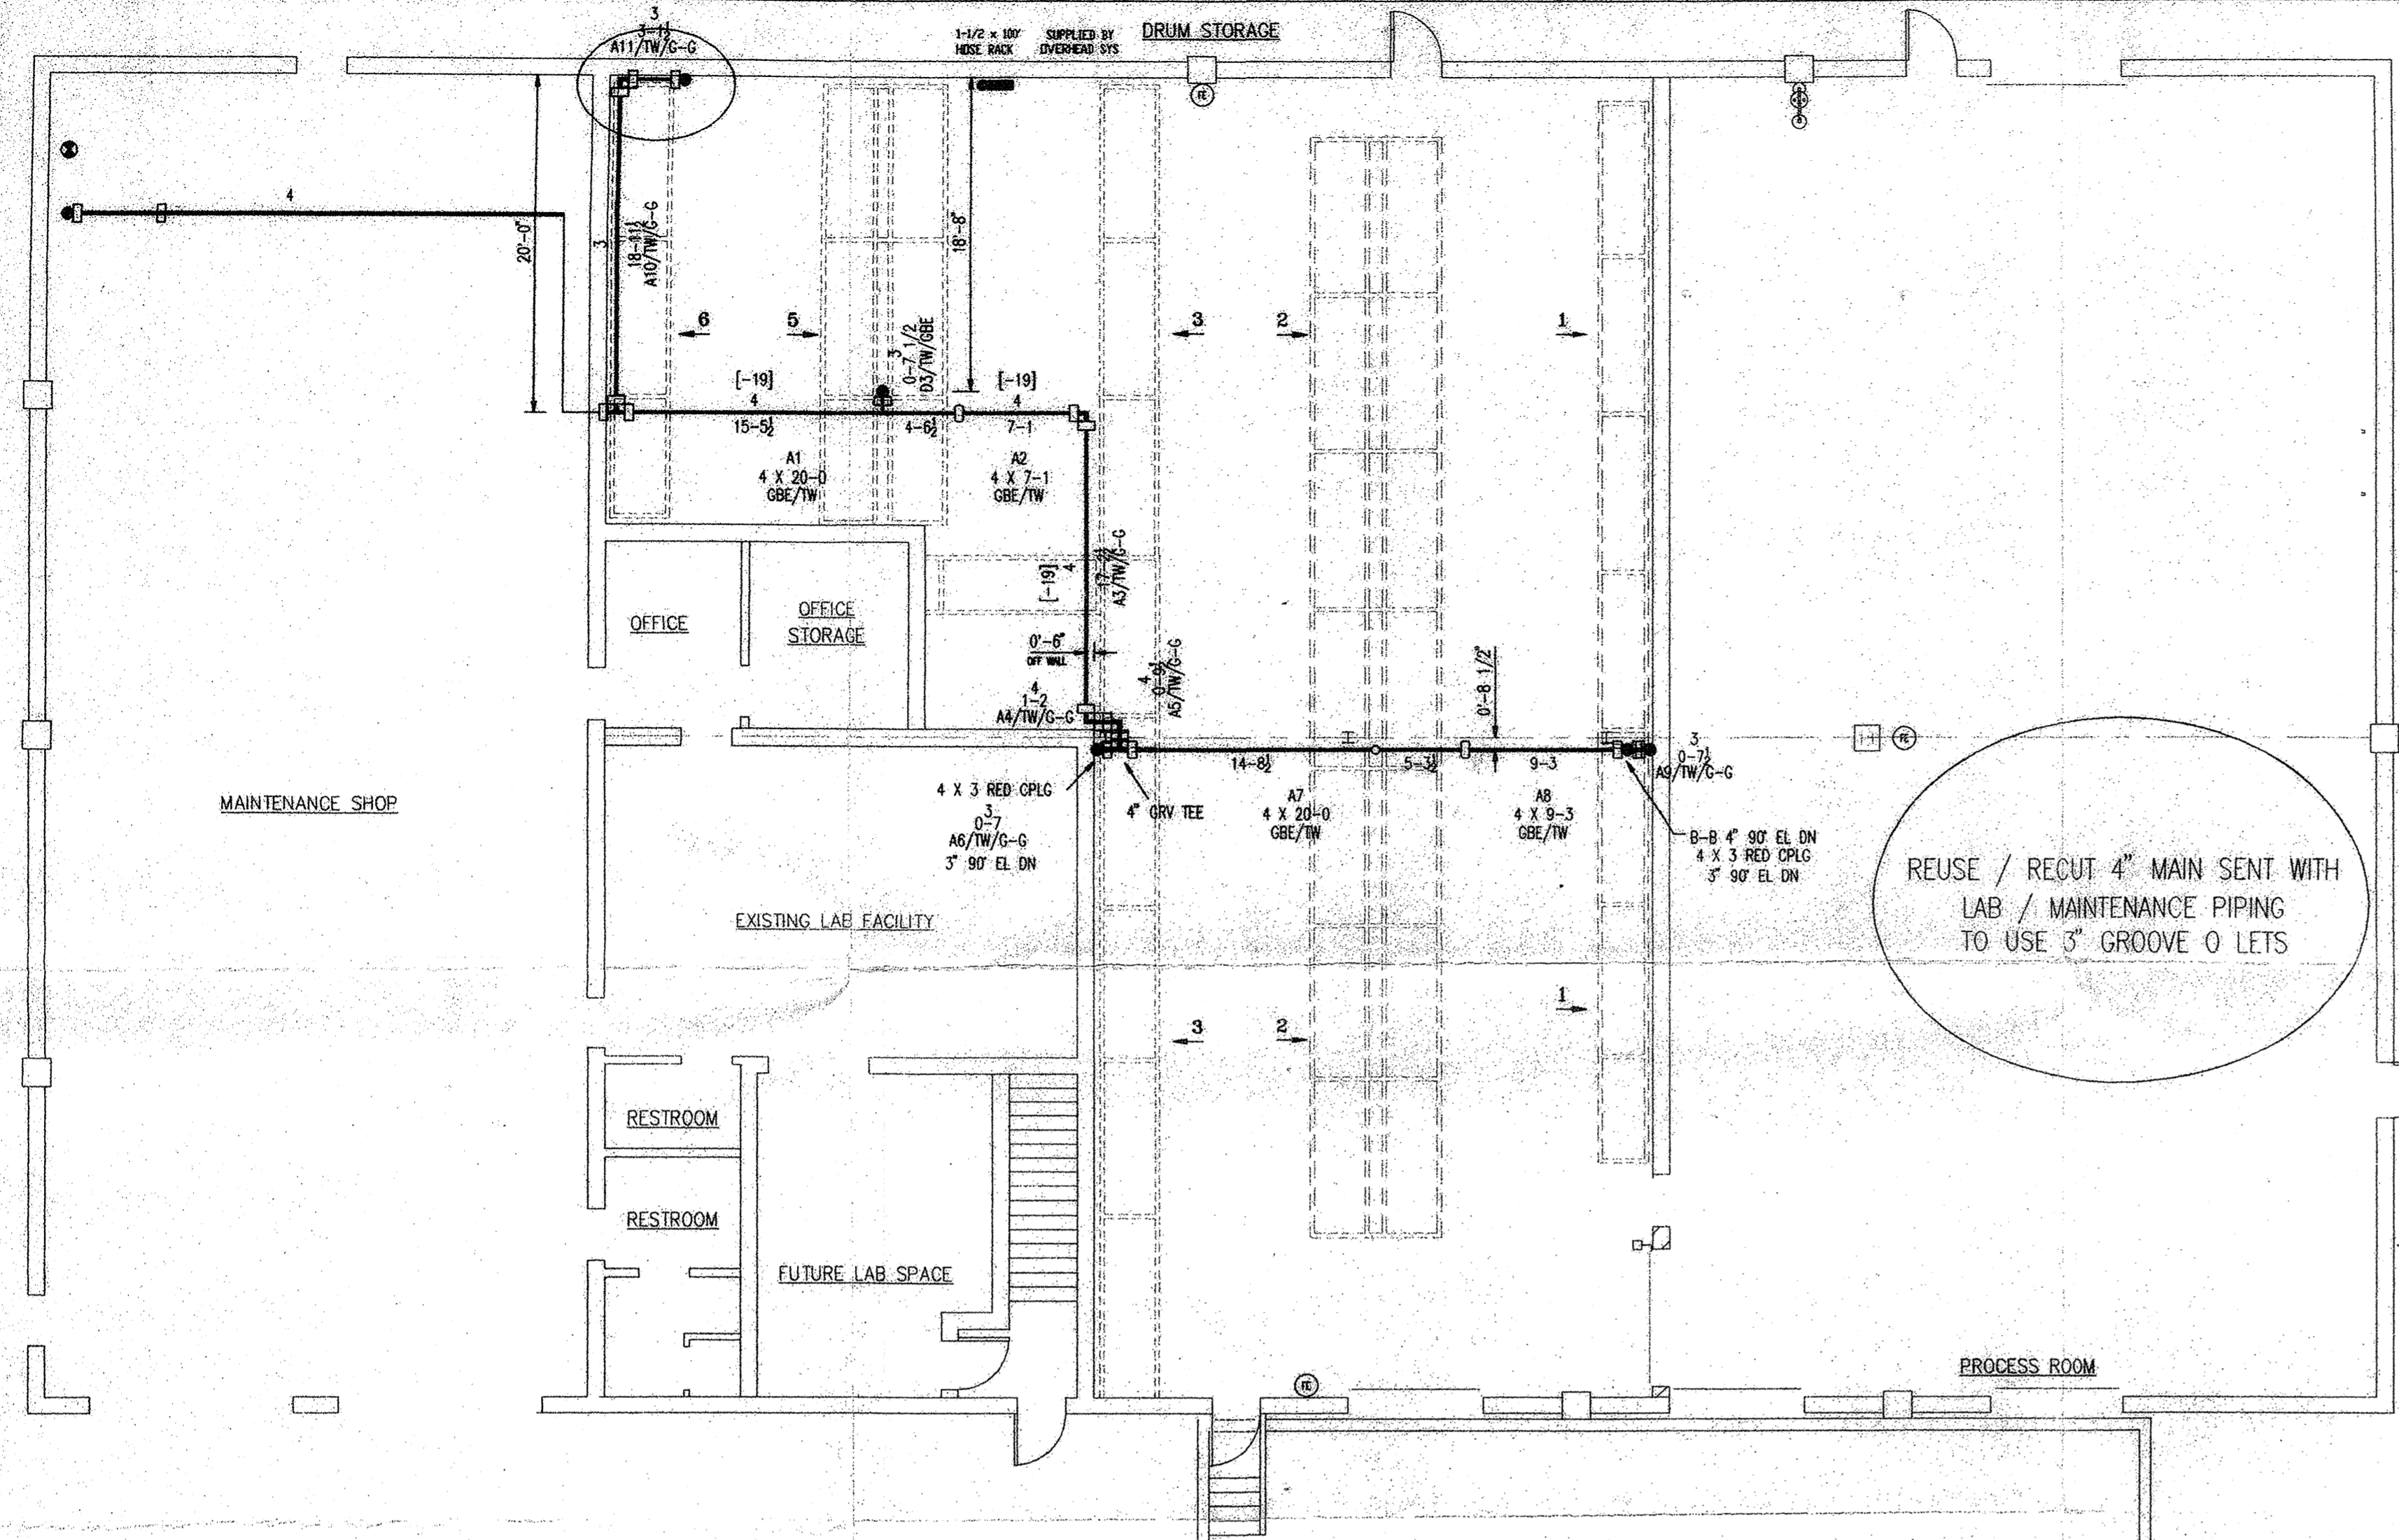 3
3-1½
A11/TW/G-G
1-1/2 x 100'
HOSE RACK
SUPPLIED BY
OVERHEAD SYS
DRUM STORAGE
FE
4
20'-0"
3
18-11½
A10/TW/G-G
18'-8"
6
5
3
2
1
3
0-7 1/2
D3/TW/GBE
[-19]
4
15-5½
4-6½
[-19]
4
7-1
A1
4 X 20-0
GBE/TW
A2
4 X 7-1
GBE/TW
[-19]
4
17-2½
A3/TW/G-G
OFFICE
OFFICE
STORAGE
0'-6"
OFF WALL
4
1-2
A4/TW/G-G
4
0-9½
A5/TW/G-G
0'-8 1/2"
14-8½
5-3½
9-3
3
0-7½
A9/TW/G-G
FE
MAINTENANCE SHOP
4 X 3 RED CPLG
3
0-7
A6/TW/G-G
3" 90° EL DN
4" GRV TEE
A7
4 X 20-0
GBE/TW
A8
4 X 9-3
GBE/TW
B-B 4" 90° EL DN
4 X 3 RED CPLG
3" 90° EL DN
REUSE / RECUT 4" MAIN SENT WITH
LAB / MAINTENANCE PIPING
TO USE 3" GROOVE O LETS
EXISTING LAB FACILITY
3
2
1
RESTROOM
RESTROOM
FUTURE LAB SPACE
FE
PROCESS ROOM